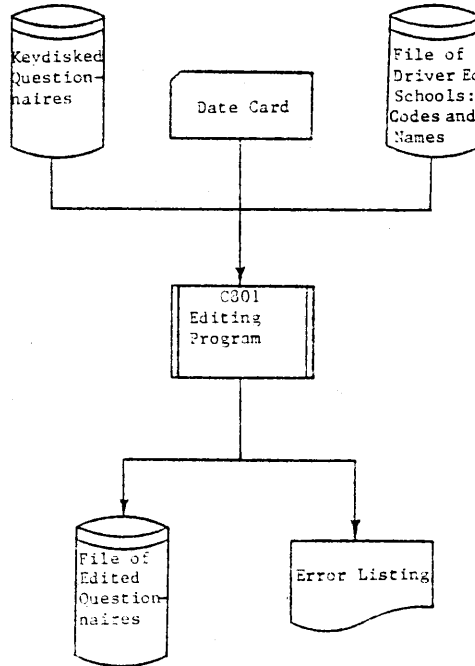 Keydisked
Question-
naires
Date Card
File of
Driver Ed
Schools:
Codes and
Names
C801
Editing
Program
File of
Edited
Question-
naires
Error Listing